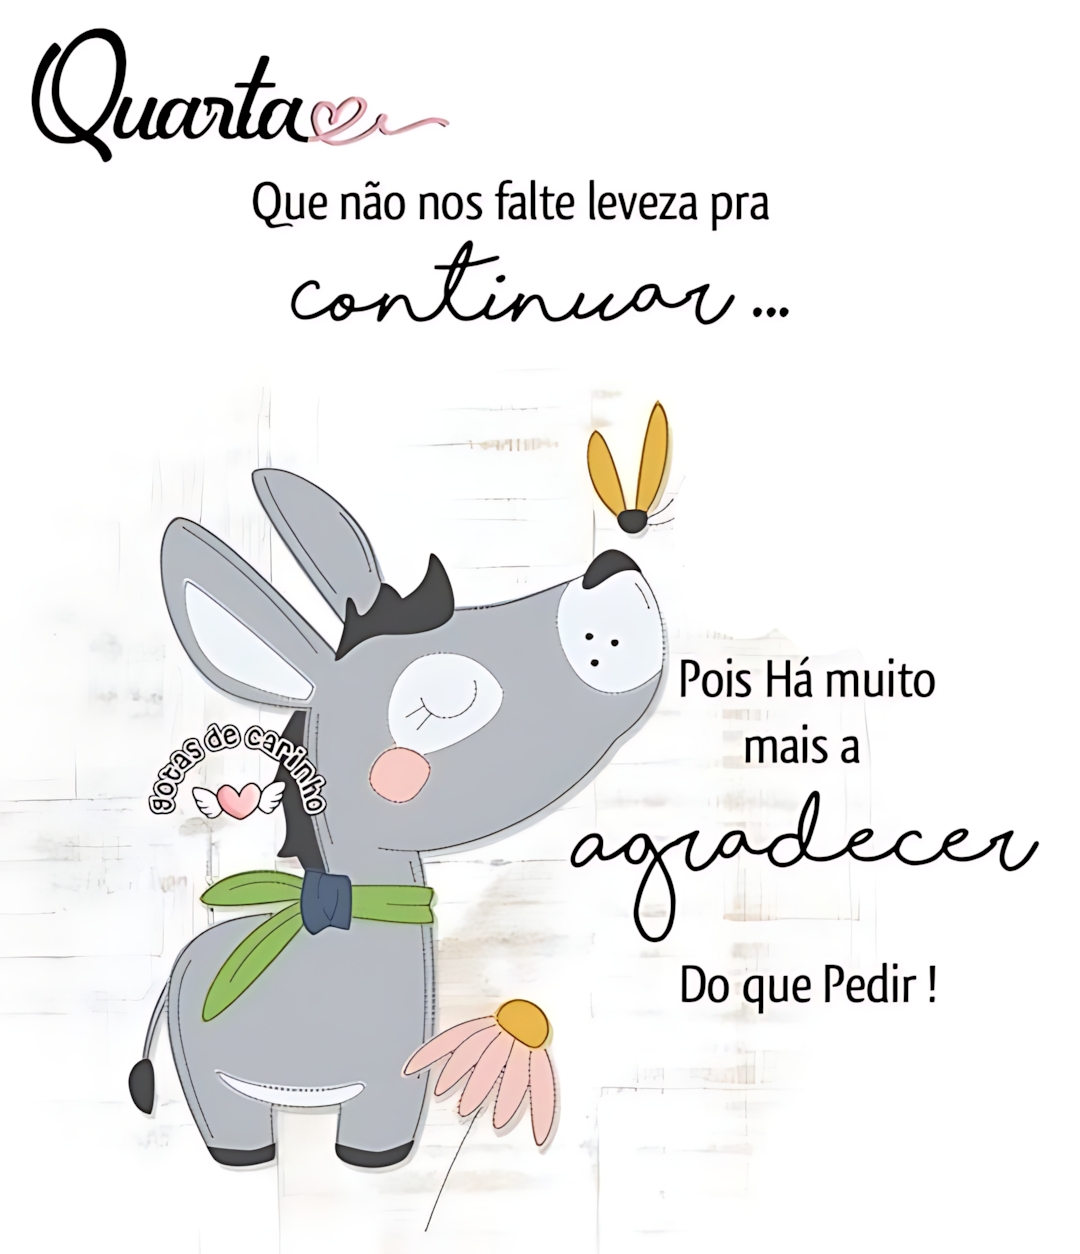 Quarta
Que não nos falte leveza pra
continuar...
Pois Há muito
mais a
gotas de carinho
agradecer
Do que Pedir !